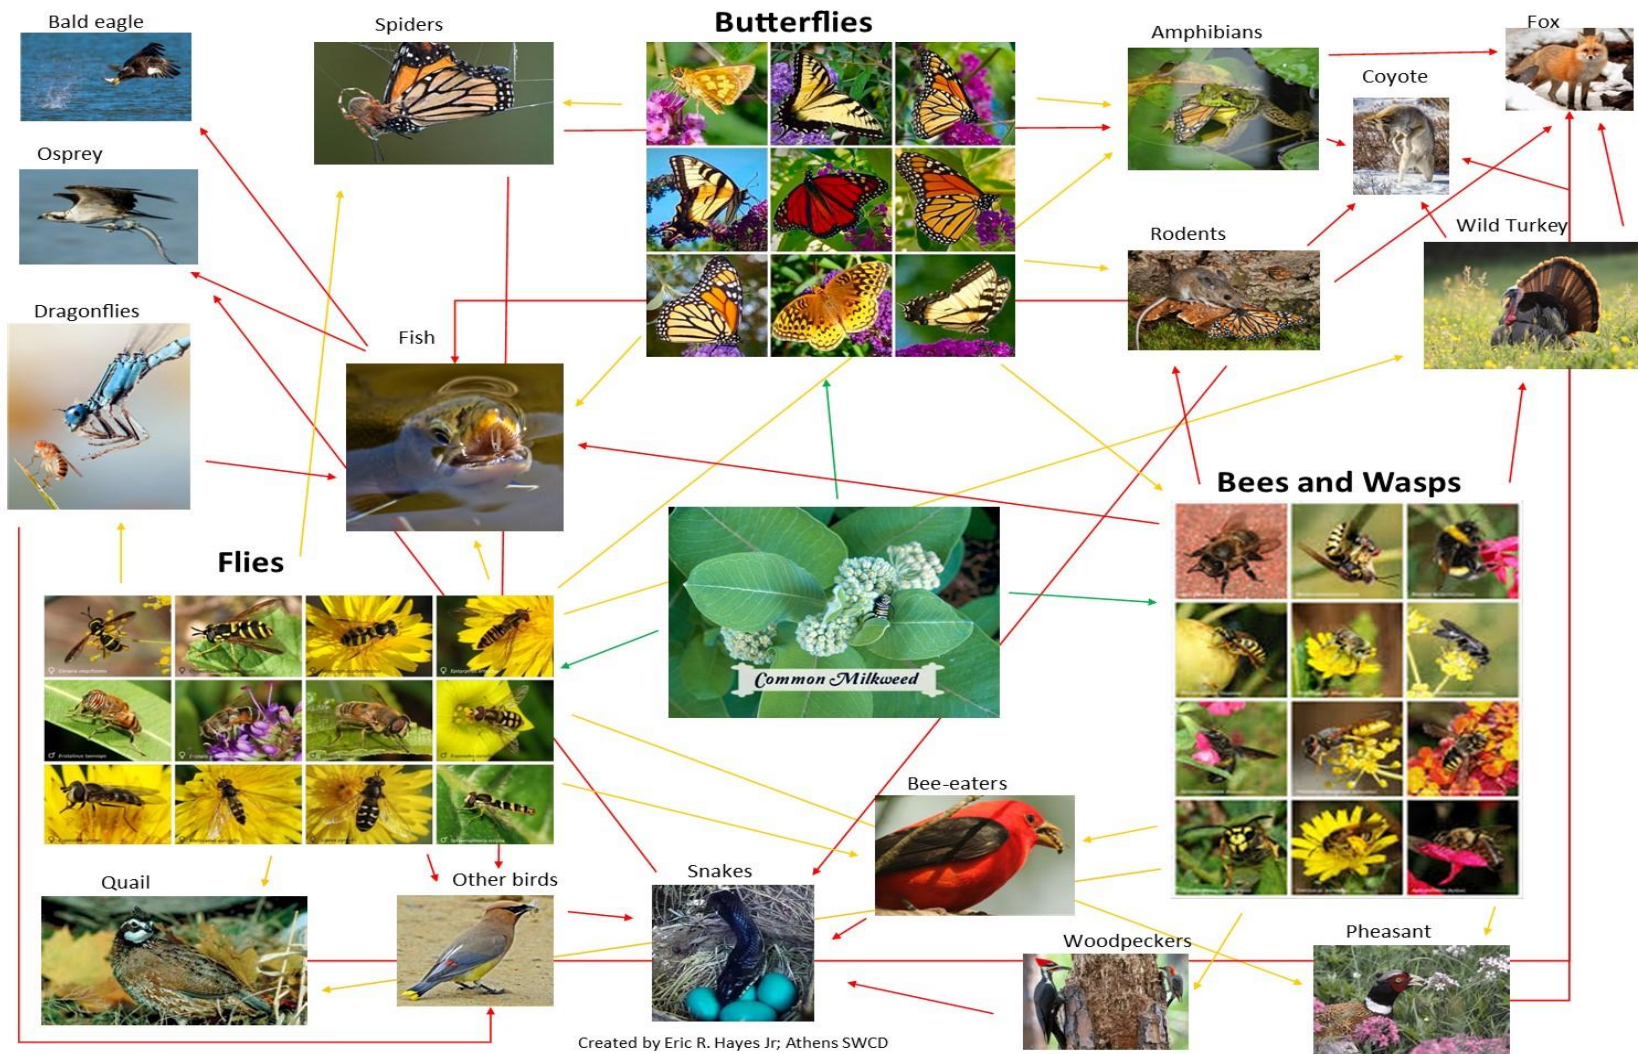 Bald eagle
Spiders
Butterflies
Amphibians
Fox
Coyote
Osprey
Wild Turkey
Rodents
Dragonflies
Fish
Bees and Wasps
Flies
Common Milkweed
Bee-eaters
Quail
Other birds
Snakes
Woodpeckers
Pheasant
Created by Eric R. Hayes Jr; Athens SWCD